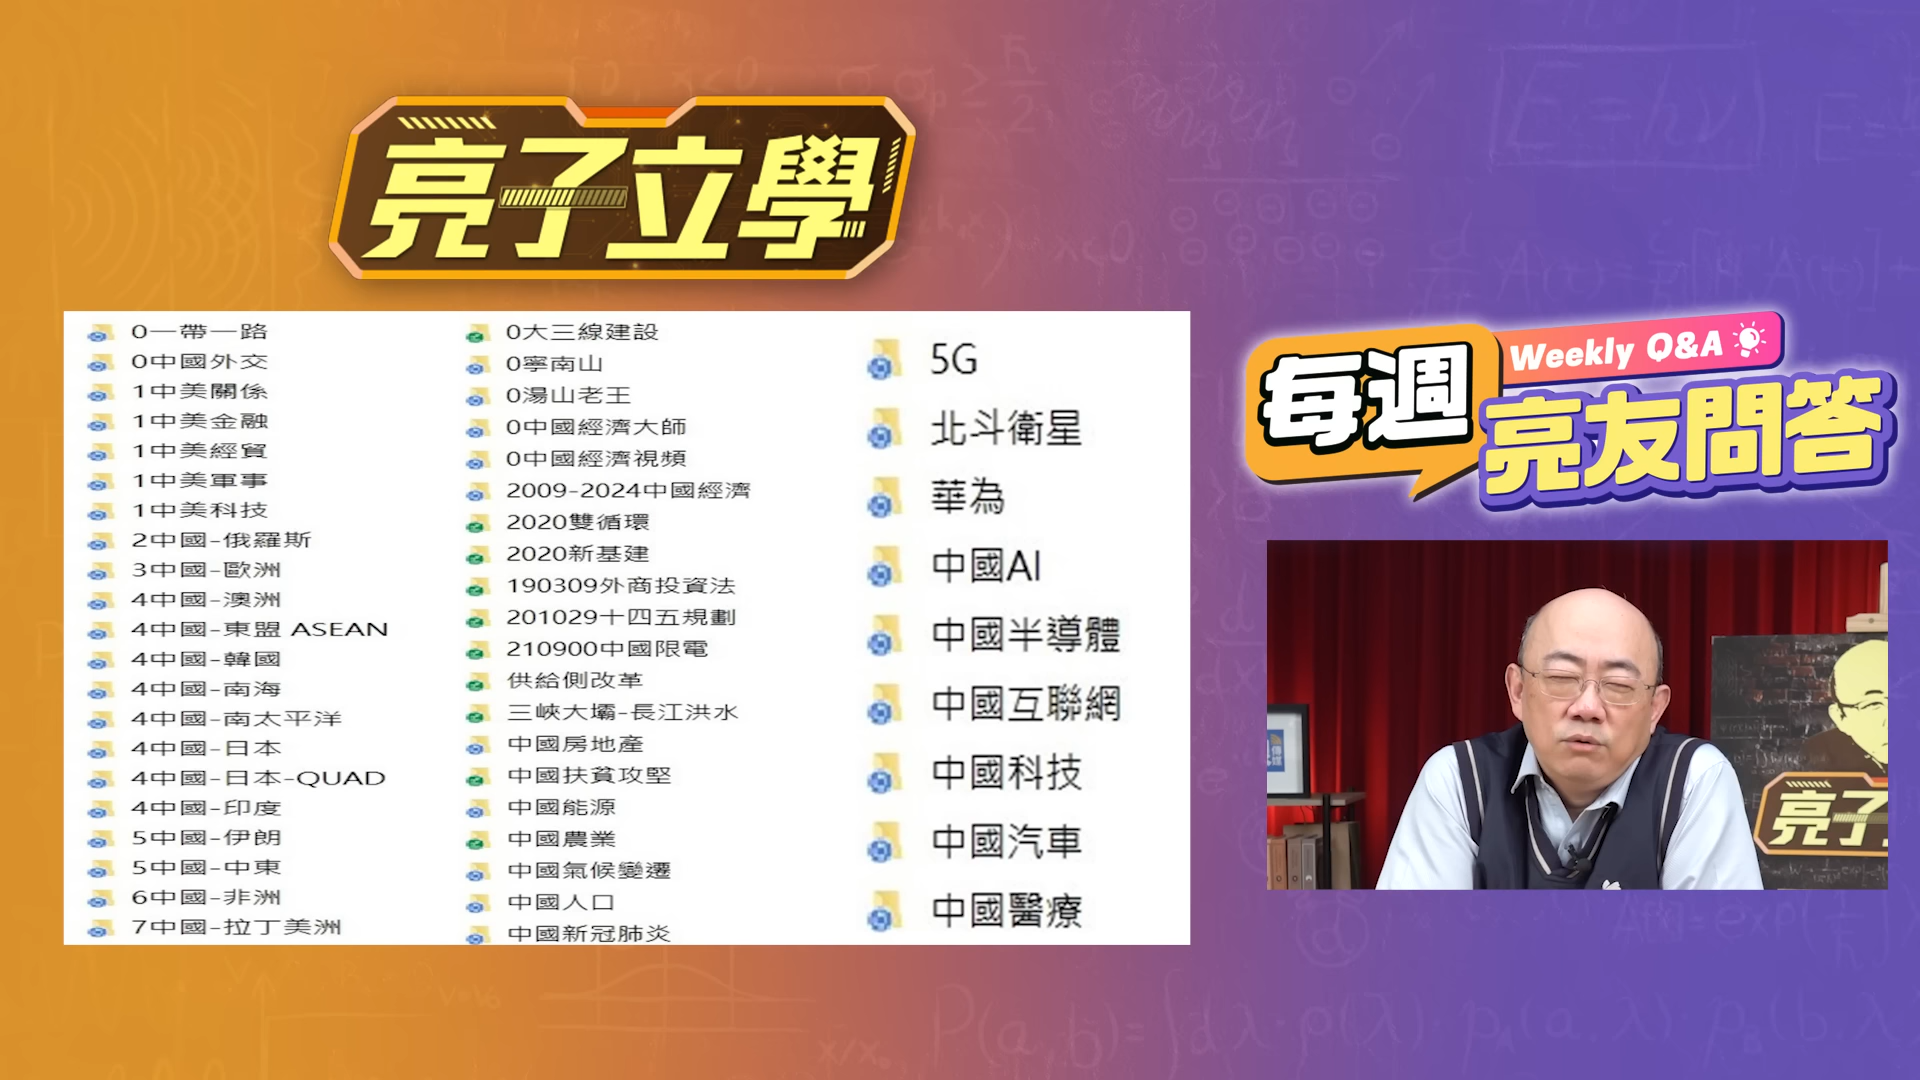 亮了立學
0一帶一路
0中國外交
1中美關係
1中美金融
1中美經貿
1中美軍事
1中美科技
2中國-俄羅斯
3中國-歐洲
4中國-澳洲
4中國-東盟 ASEAN
4中國-韓國
4中國-南海
4中國-南太平洋
4中國-日本
4中國-日本-QUAD
4中國-印度
5中國-伊朗
5中國-中東
6中國-非洲
7中國-拉丁美洲
0大三線建設
0寧南山
0湯山老王
0中國經濟大師
0中國經濟視頻
2009-2024中國經濟
2020雙循環
2020新基建
190309外商投資法
201029十四五規劃
210900中國限電
供給側改革
三峽大壩-長江洪水
中國房地產
中國扶貧攻堅
中國能源
中國農業
中國氣候變遷
中國人口
中國新冠肺炎
5G
北斗衛星
華為
中國AI
中國半導體
中國互聯網
中國科技
中國汽車
中國醫療
每週
Weekly Q&A
亮友問答
亮了